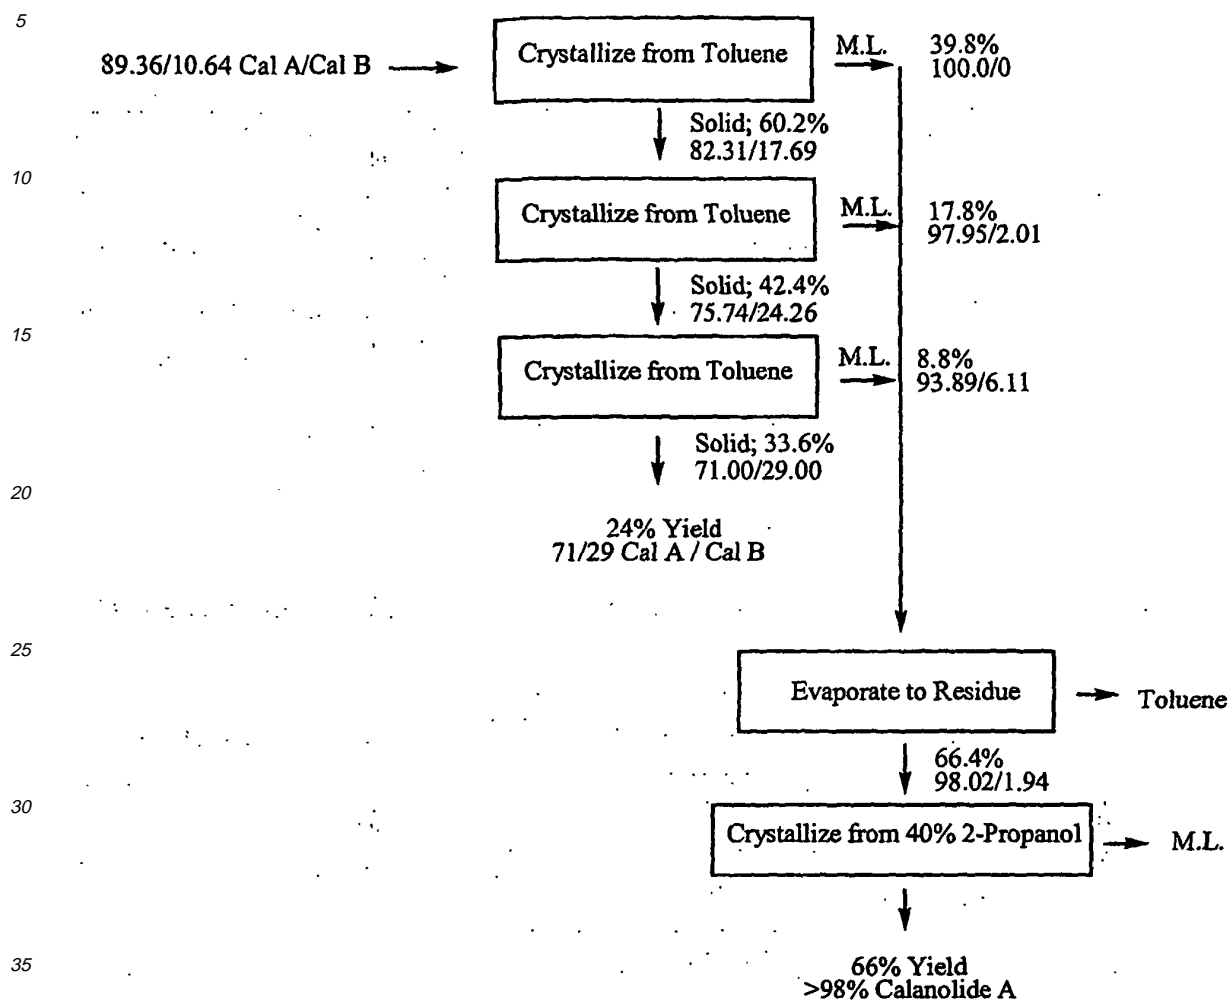 5
Crystallize from Toluene
M.L.
39.8%
100.0/0
89.36/10.64 Cal A/Cal B
Solid; 60.2%
82.31/17.69
10
Crystallize from Toluene
M.L.
17.8%
97.95/2.01
Solid; 42.4%
75.74/24.26
15
Crystallize from Toluene
M.L.
8.8%
93.89/6.11
Solid; 33.6%
71.00/29.00
20
24% Yield
71/29 Cal A / Cal B
25
Evaporate to Residue
Toluene
66.4%
98.02/1.94
30
Crystallize from 40% 2-Propanol
M.L.
35
66% Yield
>98% Calanolide A